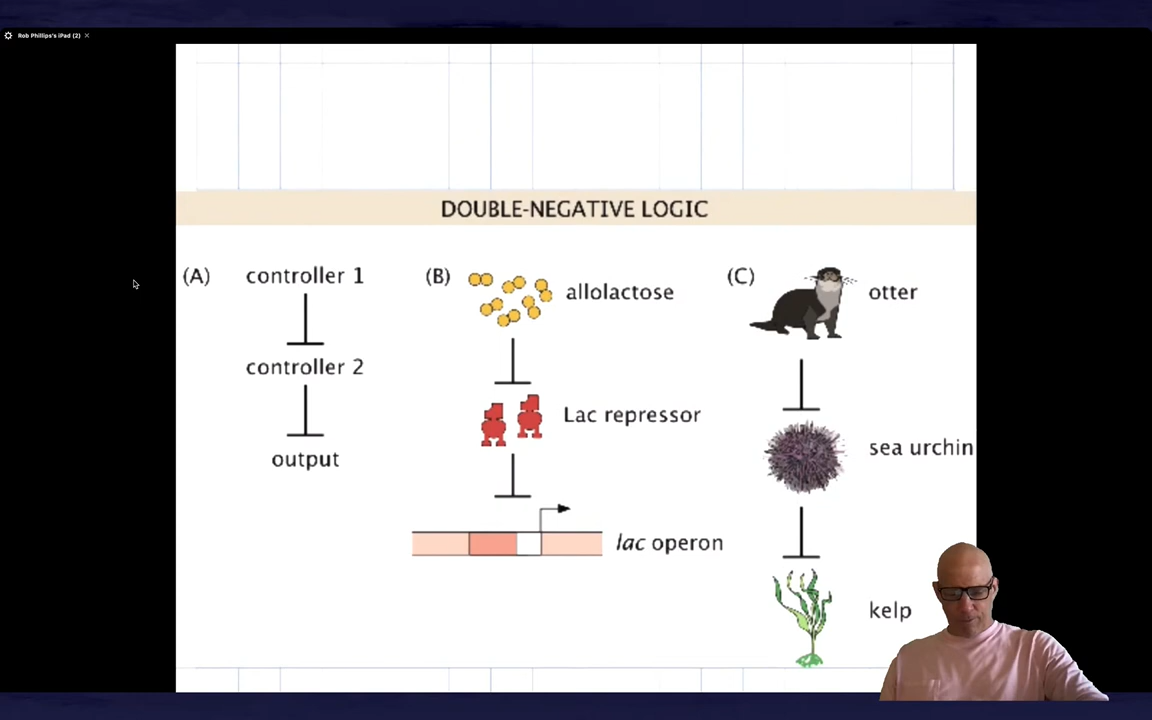 Rob Phillips's iPad (2)
DOUBLE-NEGATIVE LOGIC
(A)
controller 1
controller 2
output
(B)
allolactose
Lac repressor
lac operon
(C)
otter
sea urchin
kelp